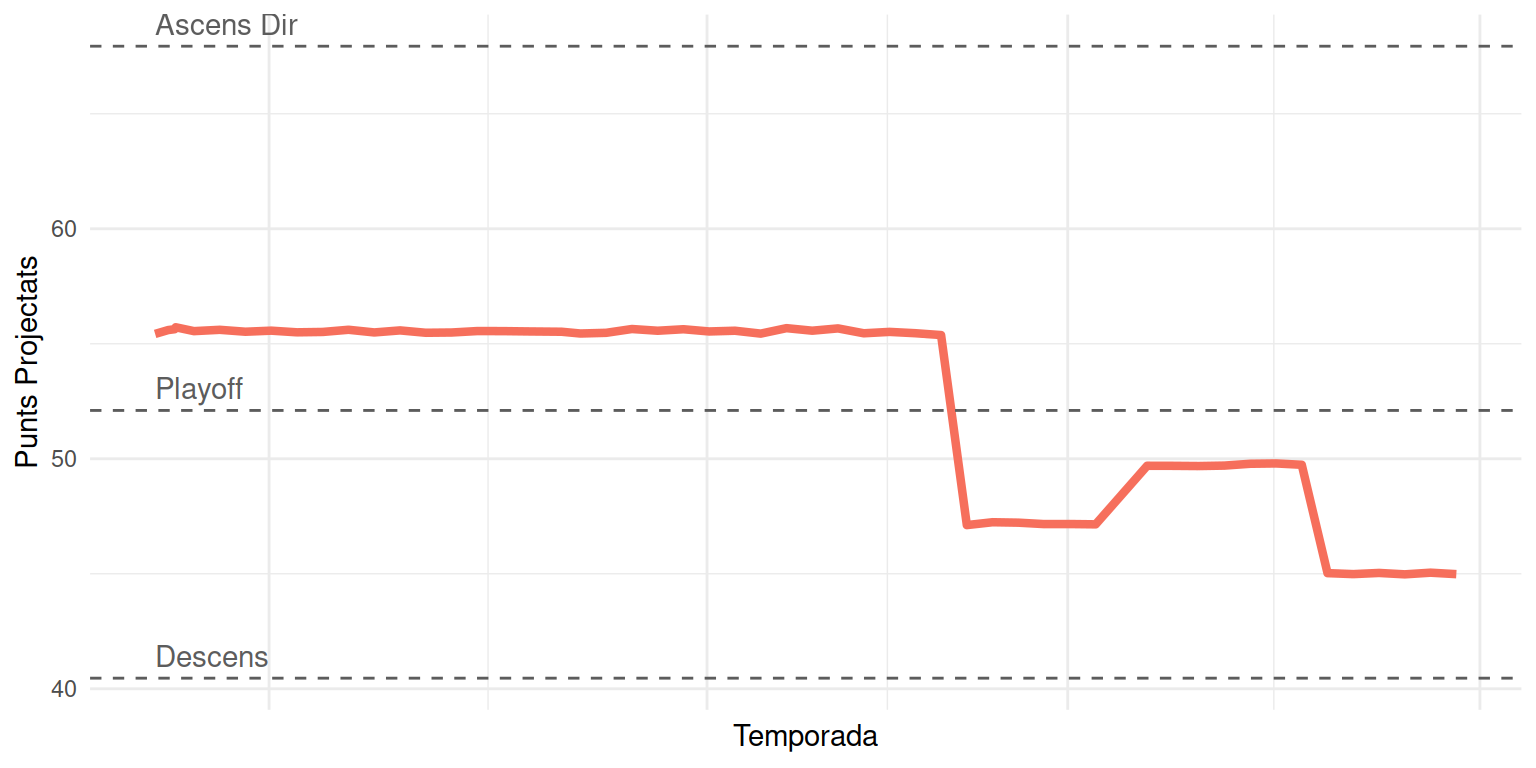 Ascens Dir
60
Playoff
50
Descens
40
Punts Projectats
Temporada